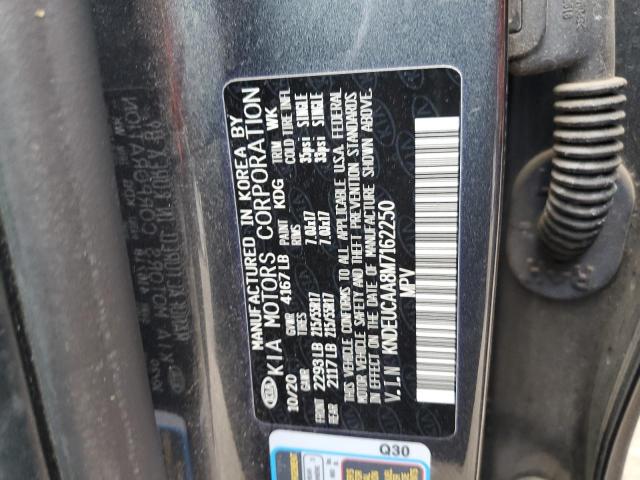 MANUFACTURED IN KOREA BY
KIA MOTORS CORPORATION
10/20 GVWR 4167 LB PAINT KDG TRIM WK
GAWR TIRES RIMS COLD TIRE INFL
FRONT 2293 LB 215/55R17 7.0Jx17 33psi SINGLE
REAR 2117 LB 215/55R17 7.0Jx17 33psi SINGLE
THIS VEHICLE CONFORMS TO ALL APPLICABLE U.S.A. FEDERAL
MOTOR VEHICLE SAFETY AND THEFT PREVENTION STANDARDS
IN EFFECT ON THE DATE OF MANUFACTURE SHOWN ABOVE.
V.I.N KNDEUCAA8M7162250
MPV
Q30